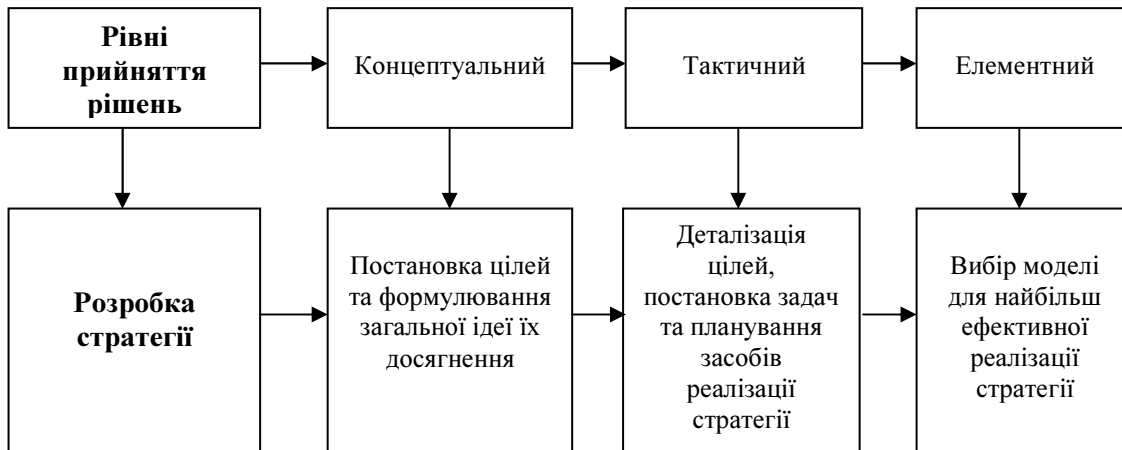 Рівні
прийняття
рішень
Концептуальний
Тактичний
Елементний
Розробка
стратегії
Постановка цілей
та формулювання
загальної ідеї їх
досягнення
Деталізація
цілей,
постановка задач
та планування
засобів
реалізації
стратегії
Вибір моделі
для найбільш
ефективної
реалізації
стратегії